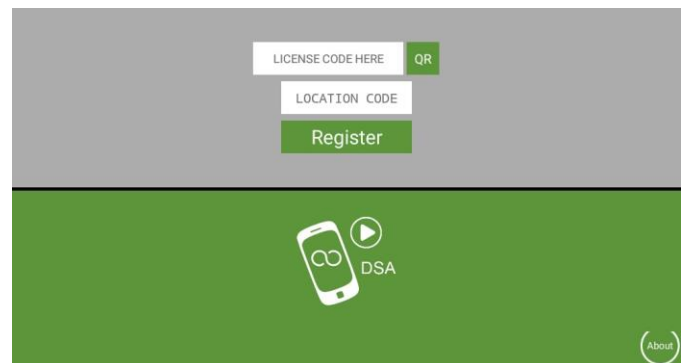 LICENSE CODE HERE QR
LOCATION CODE
Register
DSA
About